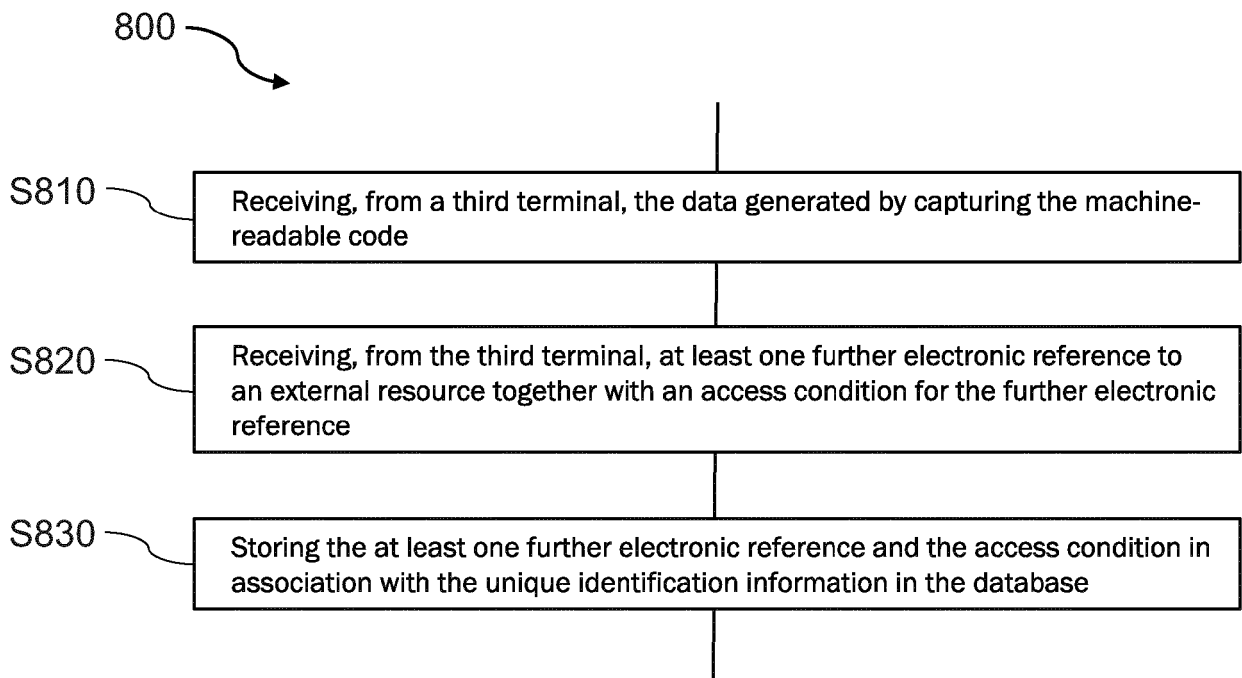 800
S810
Receiving, from a third terminal, the data generated by capturing the machine-
readable code
S820
Receiving, from the third terminal, at least one further electronic reference to
an external resource together with an access condition for the further electronic
reference
S830
Storing the at least one further electronic reference and the access condition in
association with the unique identification information in the database